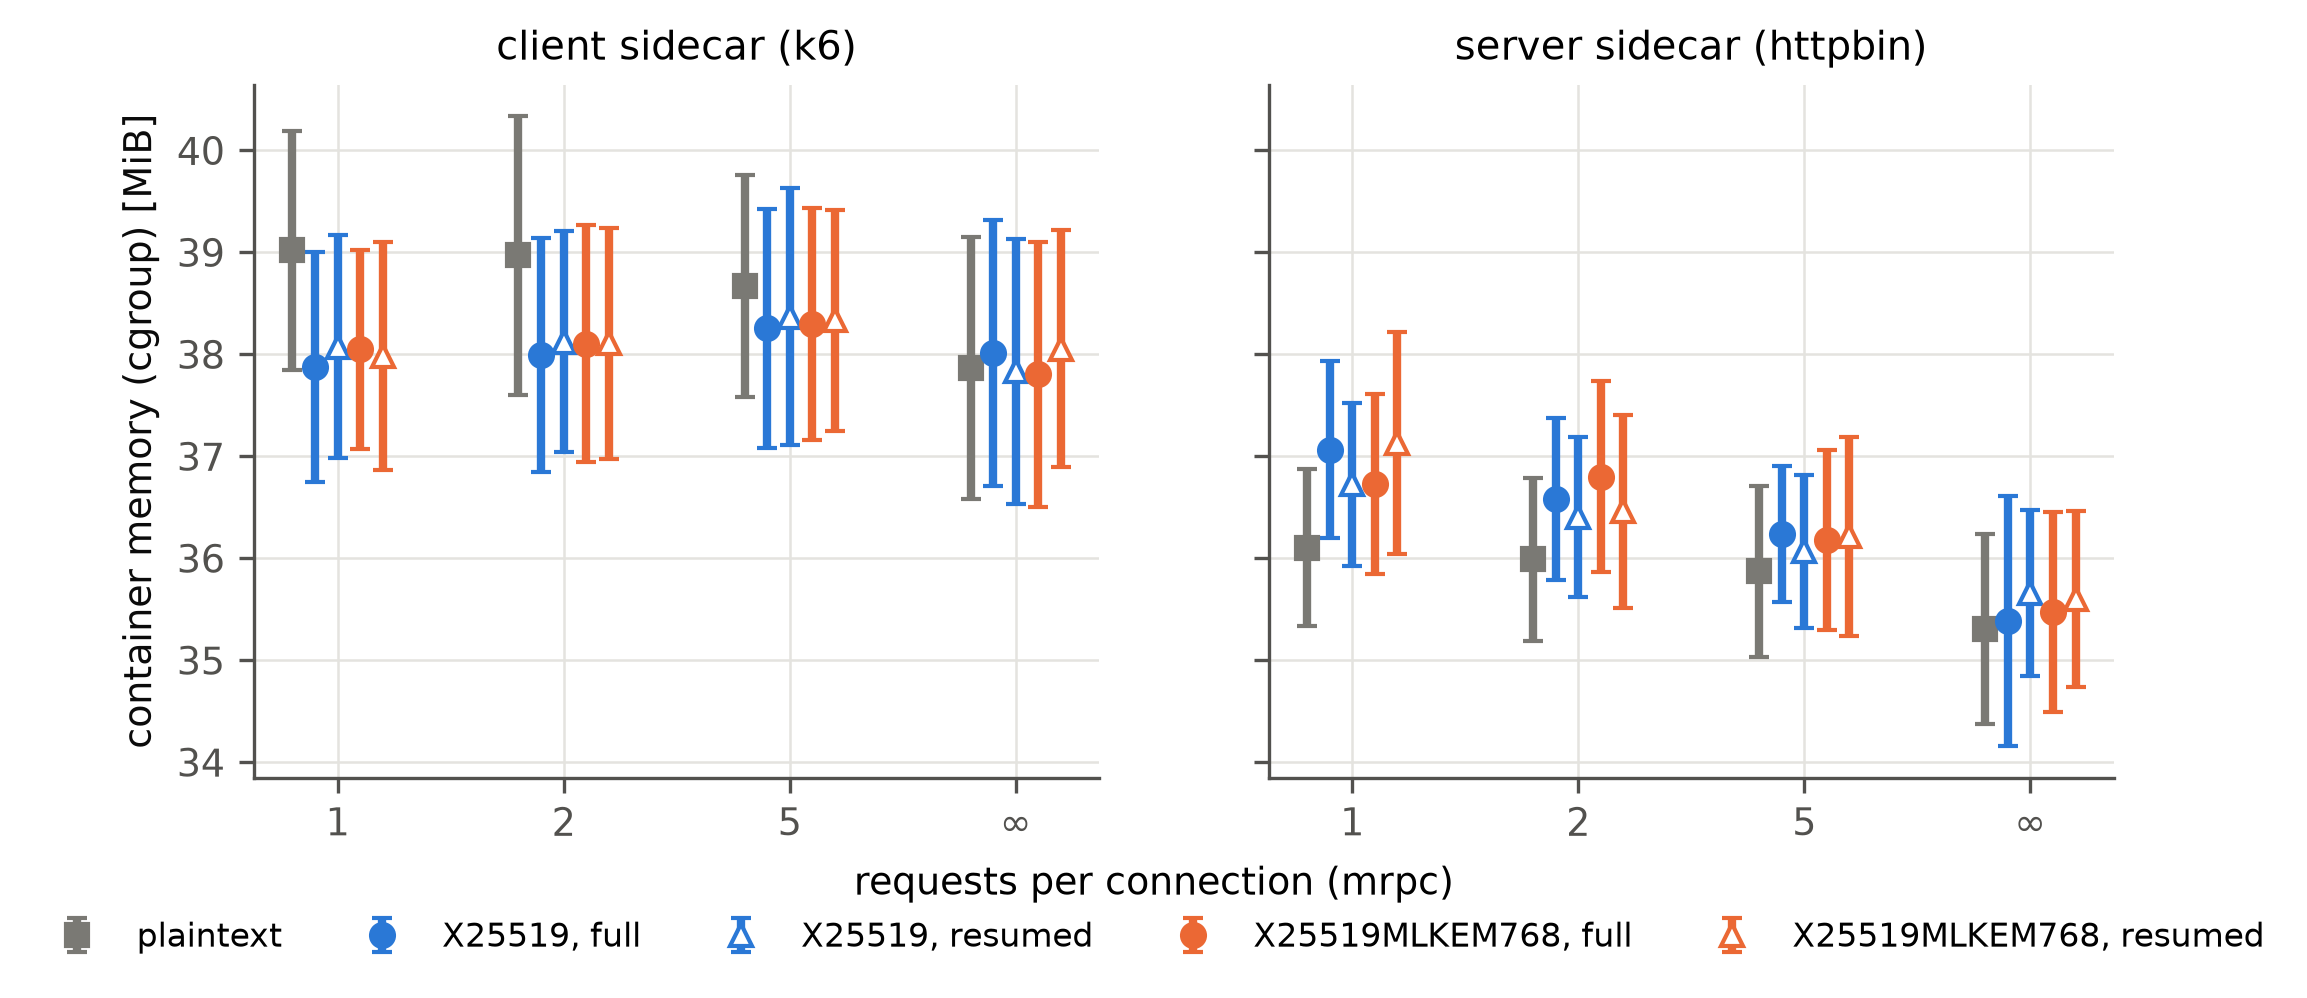 client sidecar (k6)
server sidecar (httpbin)
container memory (cgroup) [MiB]
40
39
38
37
36
35
34
1 2 5 ∞
1 2 5 ∞
requests per connection (mrpc)
plaintext X25519, full X25519, resumed X25519MLKEM768, full X25519MLKEM768, resumed